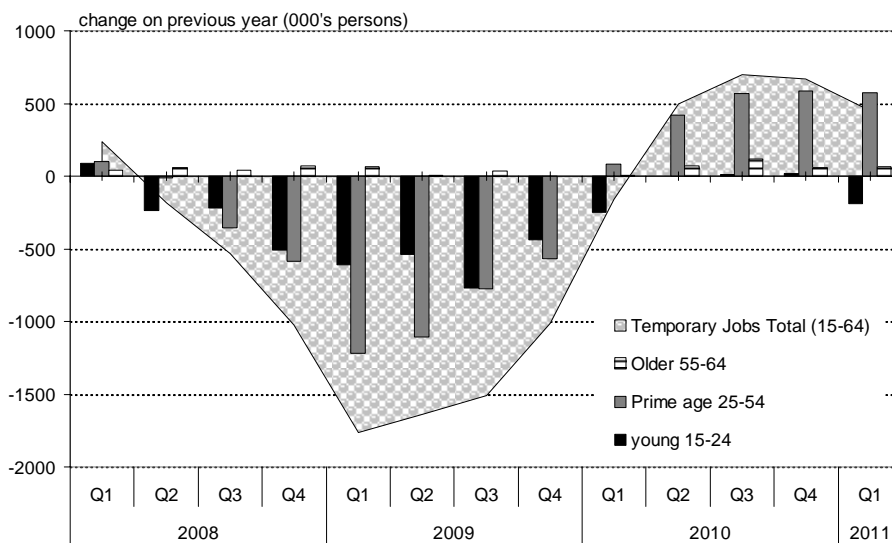 change on previous year (000's persons)
1000
500
0
-500
-1000
-1500
-2000
Temporary Jobs Total (15-64)
Older 55-64
Prime age 25-54
young 15-24
Q1 Q2 Q3 Q4 Q1 Q2 Q3 Q4 Q1 Q2 Q3 Q4 Q1
2008 2009 2010 2011